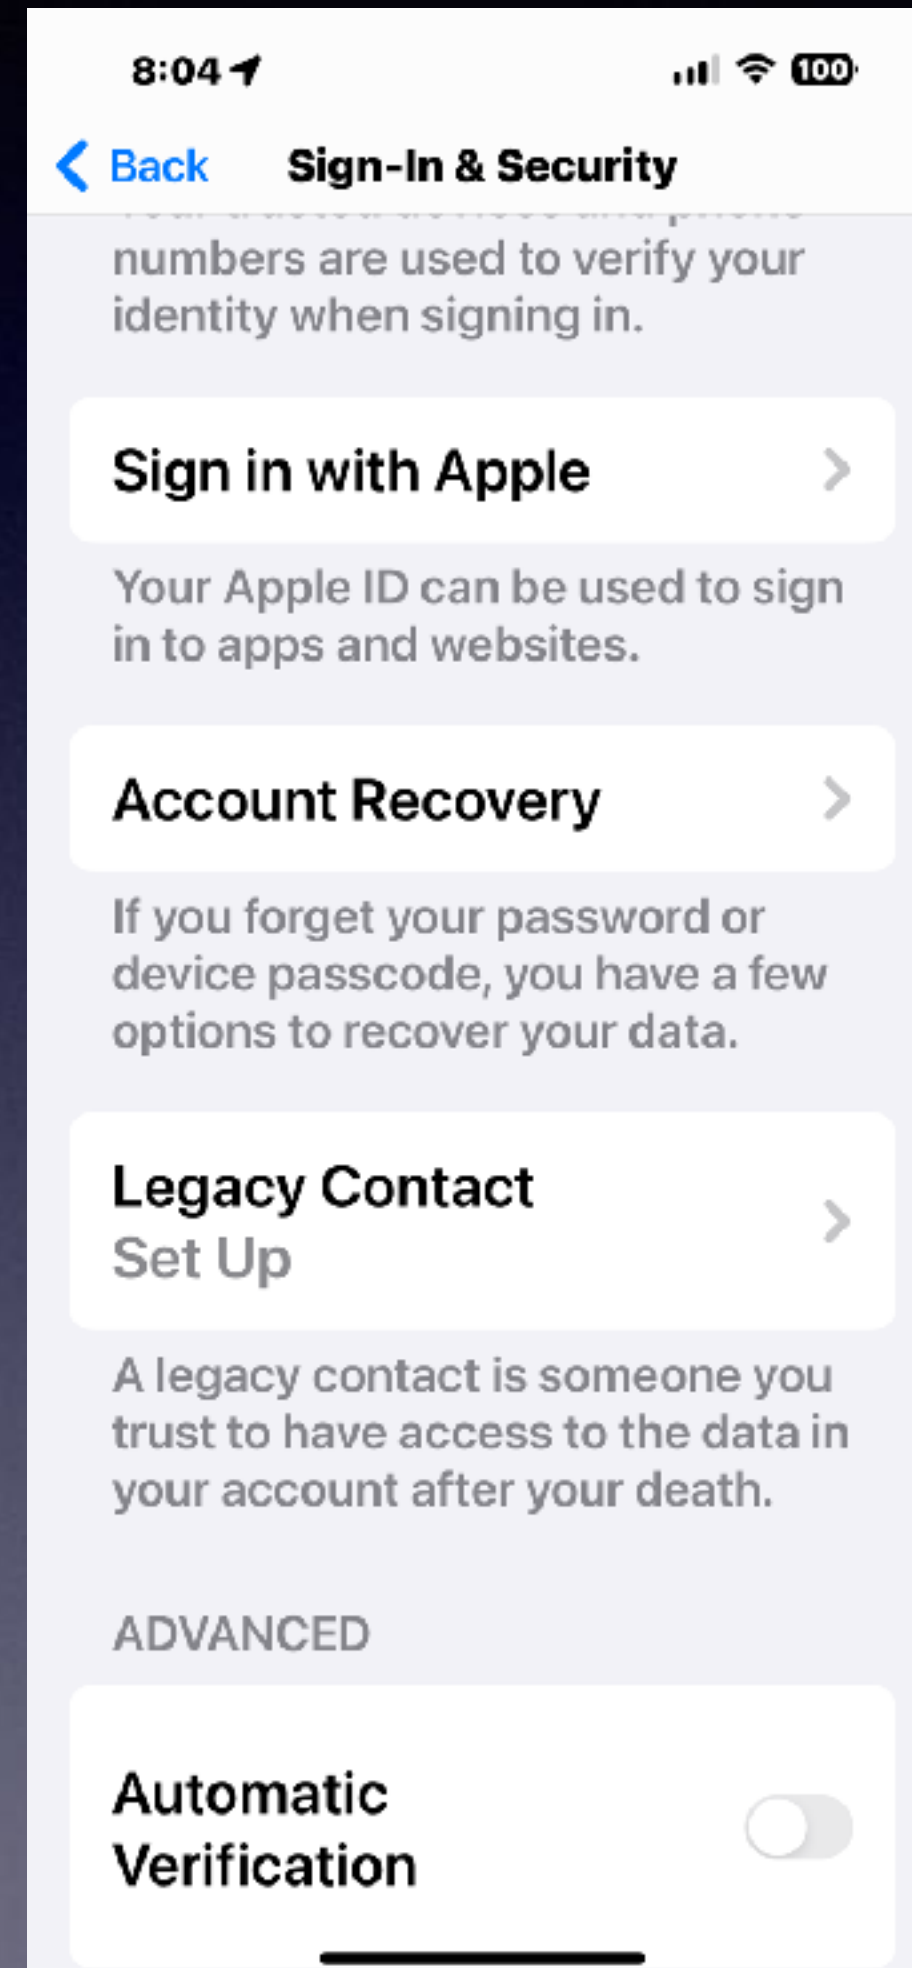 8:04
100
Back
Sign-In & Security
numbers are used to verify your
identity when signing in.
Sign in with Apple
Your Apple ID can be used to sign
in to apps and websites.
Account Recovery
If you forget your password or
device passcode, you have a few
options to recover your data.
Legacy Contact
Set Up
A legacy contact is someone you
trust to have access to the data in
your account after your death.
ADVANCED
Automatic
Verification